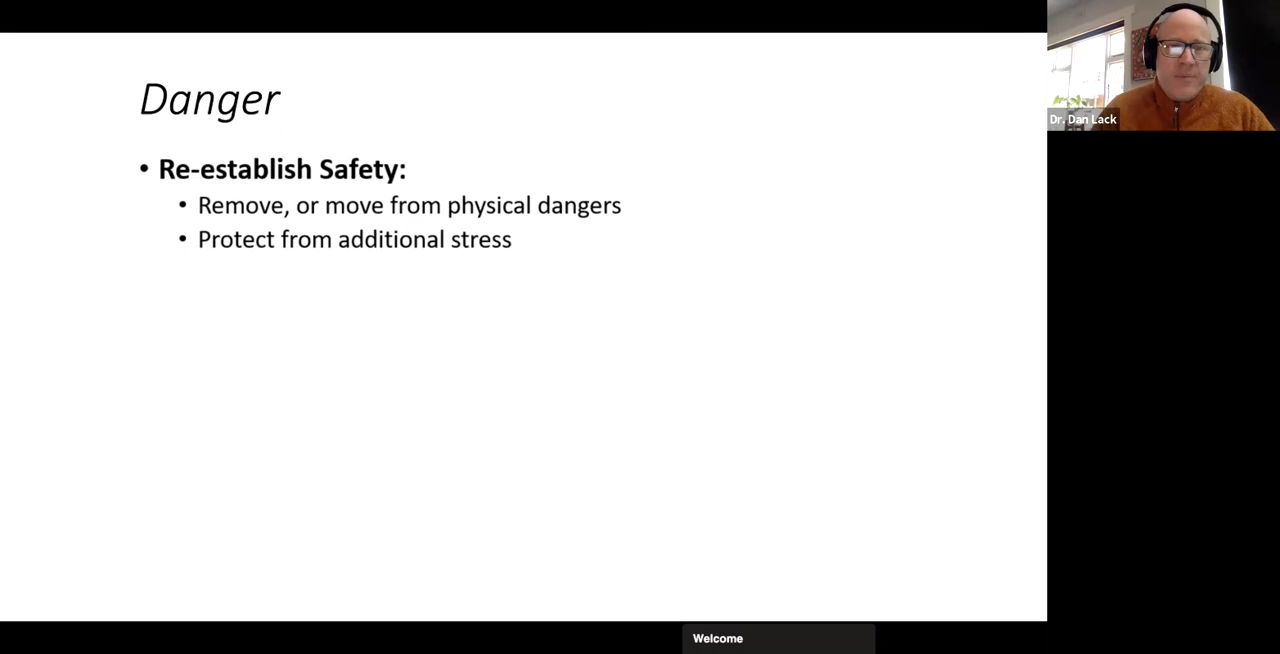 Danger
• Re-establish Safety:
• Remove, or move from physical dangers
• Protect from additional stress
Dr. Dan Lack
Welcome